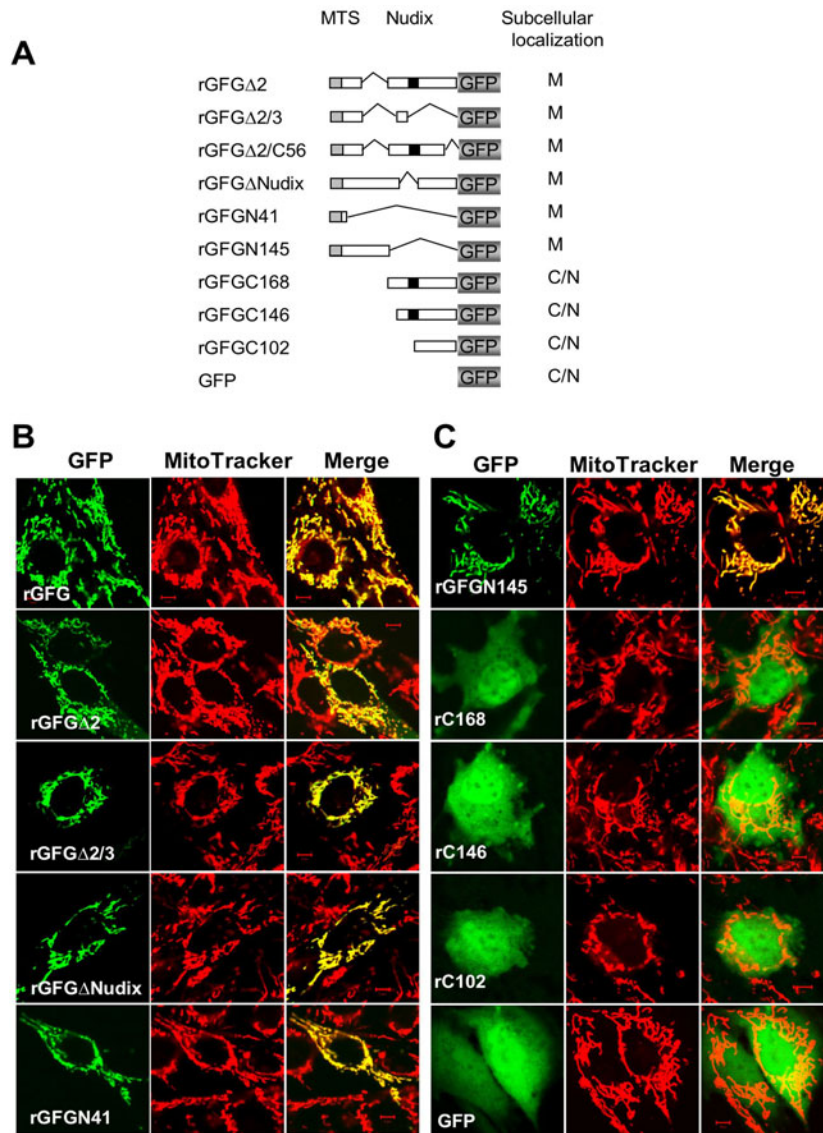 MTS Nudix Subcellular localization
A
rGFGΔ2 GFP M
rGFGΔ2/3 GFP M
rGFGΔ2/C56 GFP M
rGFGΔNudix GFP M
rGFGN41 GFP M
rGFGN145 GFP M
rGFGC168 GFP C/N
rGFGC146 GFP C/N
rGFGC102 GFP C/N
GFP GFP C/N
B
GFP MitoTracker Merge
rGFG
rGFGΔ2
rGFGΔ2/3
rGFGΔNudix
rGFGN41
C
GFP MitoTracker Merge
rGFGN145
rC168
rC146
rC102
GFP